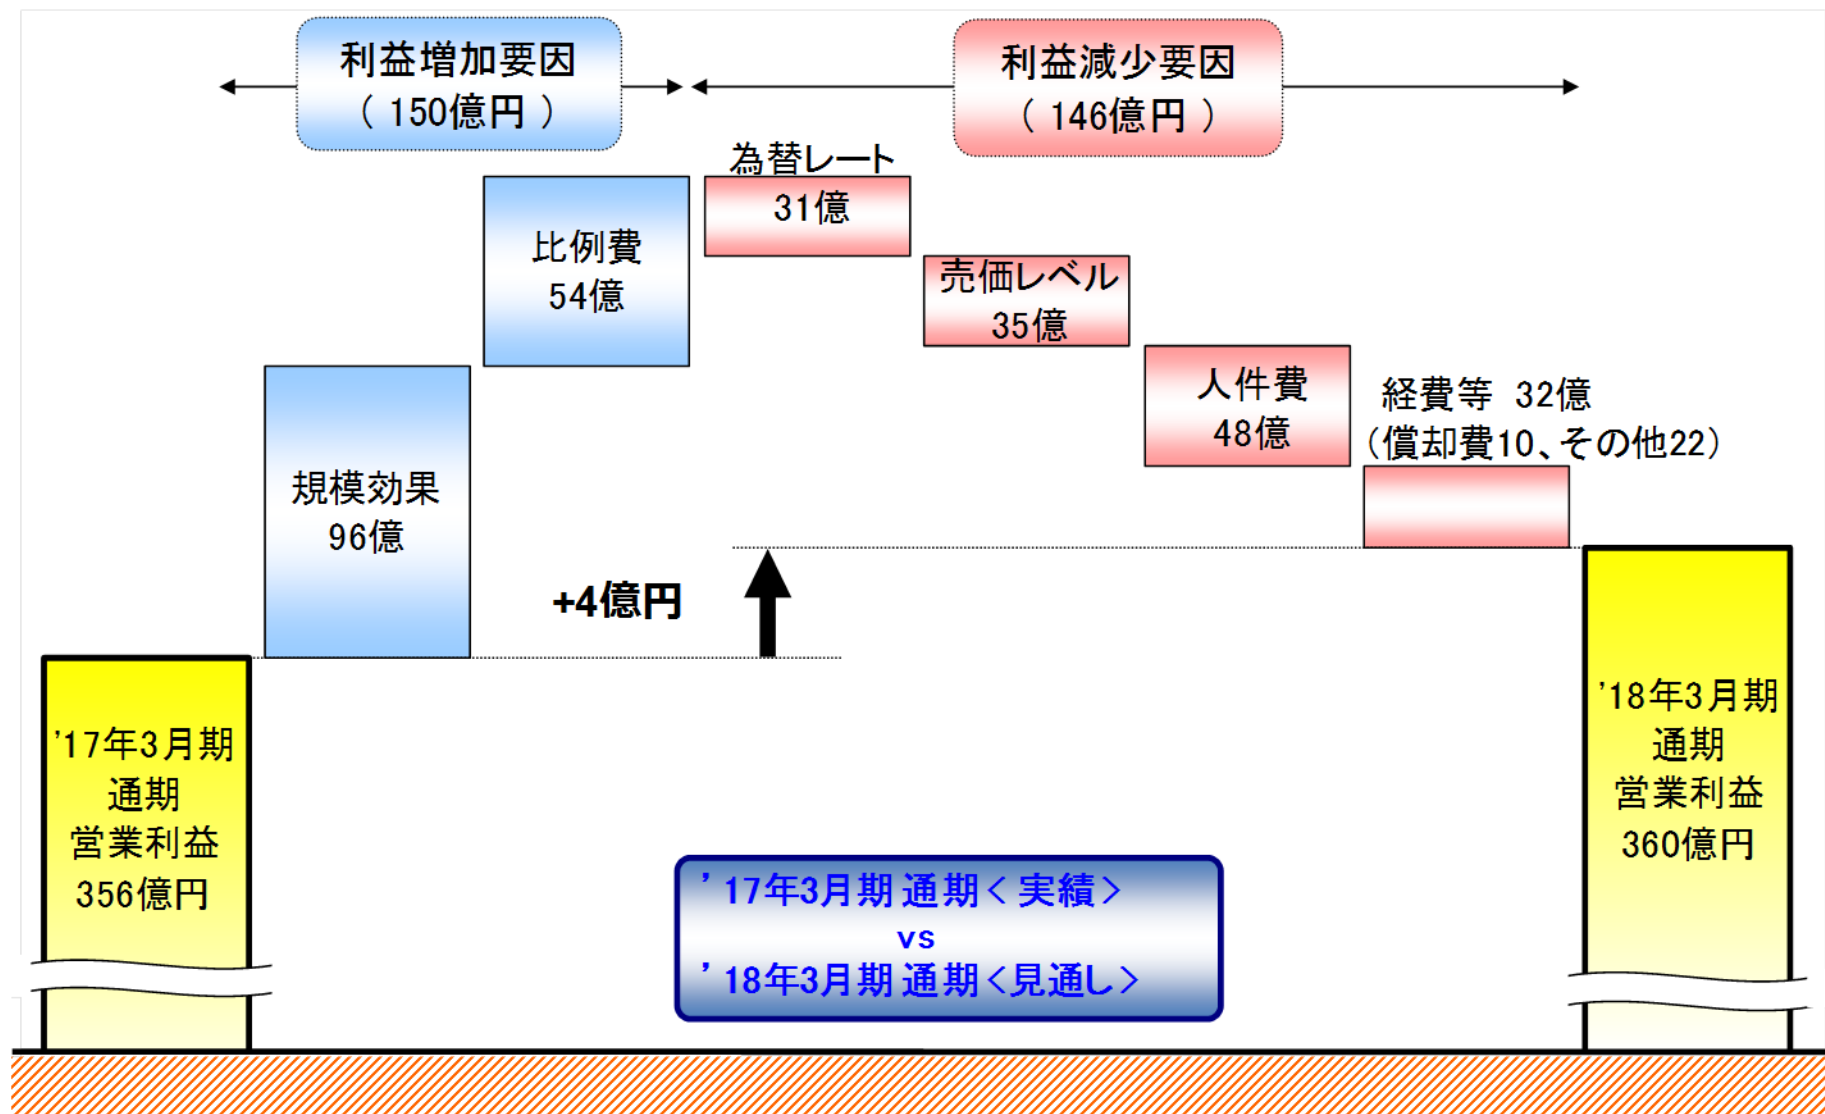 利益増加要因
（ 150億円 ）
利益減少要因
（ 146億円 ）
為替レート
31億
比例費
54億
売価レベル
35億
人件費
48億
経費等 32億
（償却費10、その他22）
規模効果
96億
+4億円
’17年3月期
通期
営業利益
356億円
’18年3月期
通期
営業利益
360億円
’17年3月期 通期＜実績＞
vs
’18年3月期 通期＜見通し＞